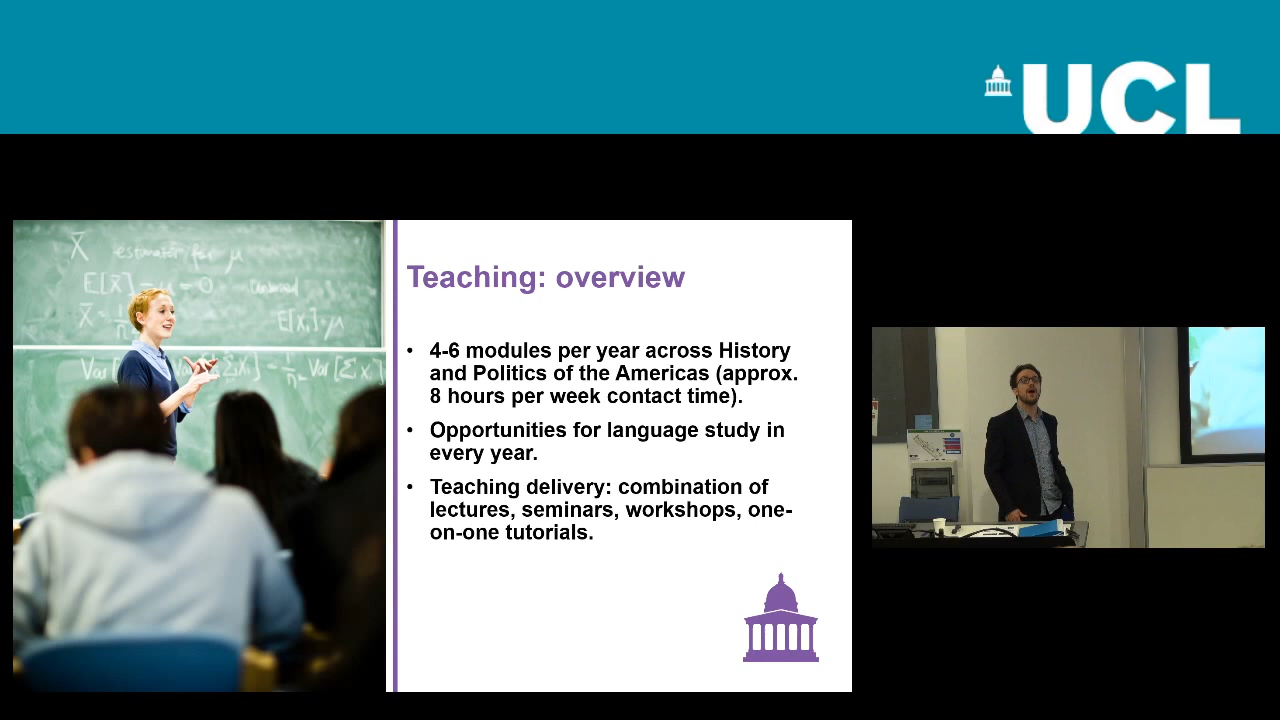 UCL
X estimator for μ
Teaching: overview
• 4-6 modules per year across History
and Politics of the Americas (approx.
8 hours per week contact time).
• Opportunities for language study in
every year.
• Teaching delivery: combination of
lectures, seminars, workshops, one-
on-one tutorials.